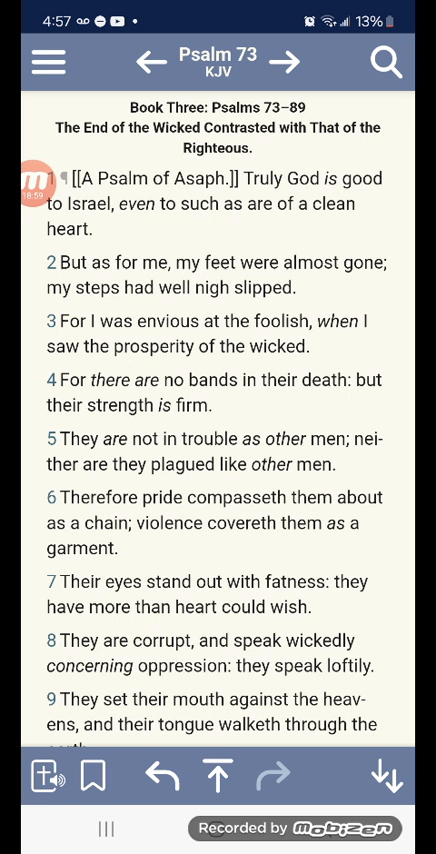 4:57 13%
Psalm 73
KJV
Book Three: Psalms 73–89
The End of the Wicked Contrasted with That of the
Righteous.
1 ¶ [[A Psalm of Asaph.]] Truly God is good
18:59
to Israel, even to such as are of a clean
heart.
2 But as for me, my feet were almost gone;
my steps had well nigh slipped.
3 For I was envious at the foolish, when I
saw the prosperity of the wicked.
4 For there are no bands in their death: but
their strength is firm.
5 They are not in trouble as other men; nei-
ther are they plagued like other men.
6 Therefore pride compasseth them about
as a chain; violence covereth them as a
garment.
7 Their eyes stand out with fatness: they
have more than heart could wish.
8 They are corrupt, and speak wickedly
concerning oppression: they speak loftily.
9 They set their mouth against the heav-
ens, and their tongue walketh through the
Recorded by mobizen